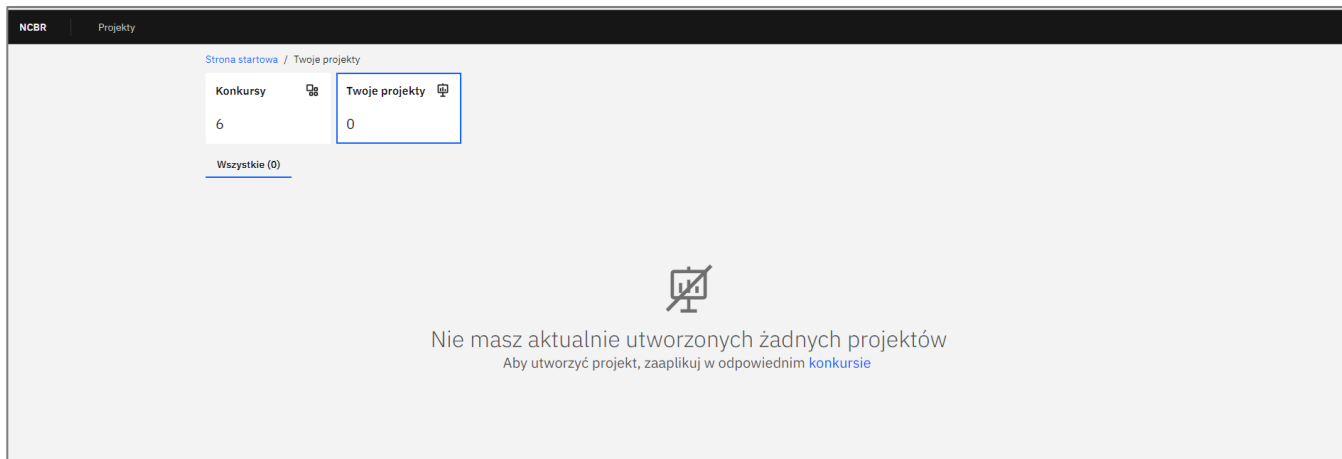 NCBR Projekty
Strona startowa / Twoje projekty
Konkursy Twoje projekty
6 0
Wszystkie (0)
Nie masz aktualnie utworzonych żadnych projektów
Aby utworzyć projekt, zaaplikuj w odpowiednim konkursie